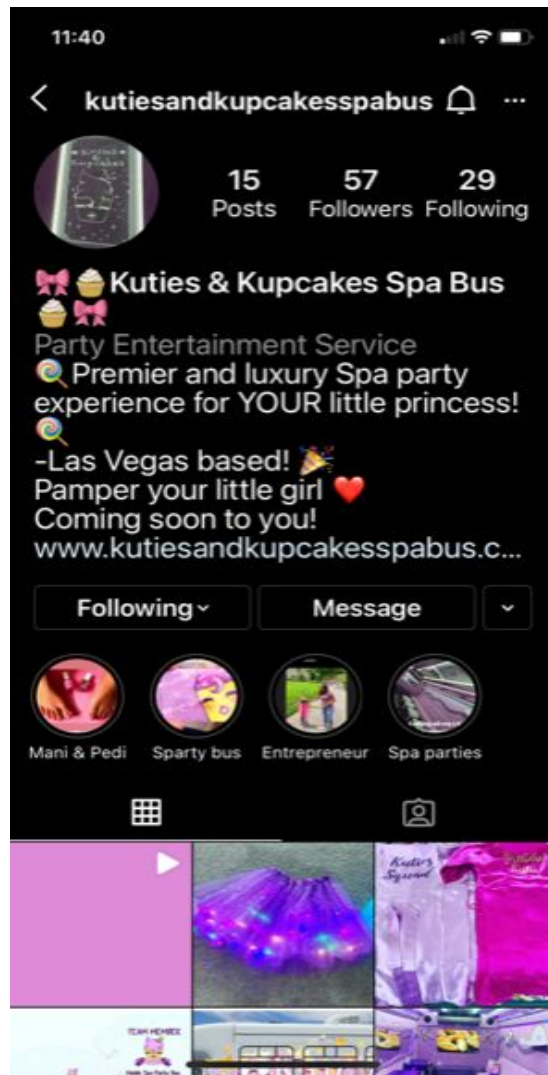 11:40
kutiesandkupcakesspabus
15
57
29
Posts
Followers
Following
🎀🧁Kuties & Kupcakes Spa Bus
🧁🎀
Party Entertainment Service
🍭Premier and luxury Spa party
experience for YOUR little princess!
🍭
-Las Vegas based! 🎉
Pamper your little girl ❤️
Coming soon to you!
www.kutiesandkupcakesspabus.c...
Following
Message
Mani & Pedi
Sparty bus
Entrepreneur
Spa parties
Kuties
Squad
TEAM MEMBER